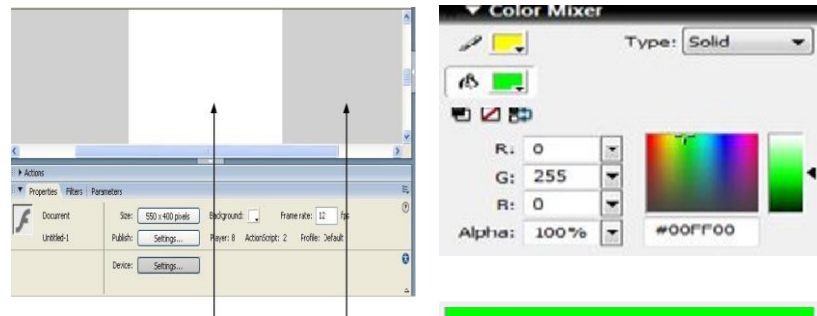 Actions
Properties Filters Parameters
Document Size: 550 x 400 pixels Background: Frame rate: 12 fps
Untitled-1 Publish: Settings... Player: 8 ActionScript: 2 Profile: Default
Device: Settings...
Color Mixer
Type: Solid
R: 0
G: 255
B: 0
Alpha: 100% #00FF00